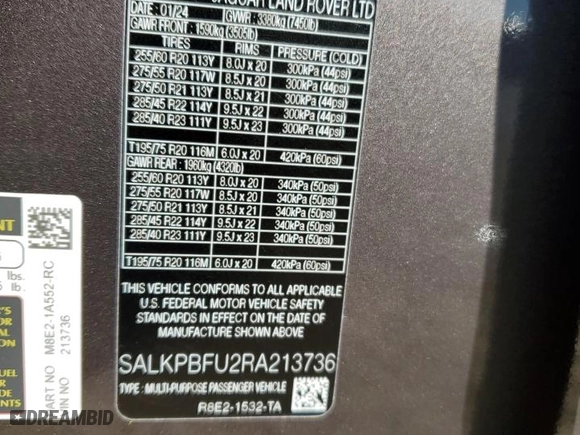 JAGUAR LAND ROVER LTD
DATE: 01/24 GVWR : 3380kg (7450lb)
GAWR FRONT : 1590kg (3505lb)
TIRES RIMS PRESSURE (COLD)
255/60 R20 113Y 8.0J x 20 300kPa (44psi)
275/55 R20 117W 8.5J x 20 300kPa (44psi)
275/50 R21 113Y 8.5J x 21 300kPa (44psi)
285/45 R22 114Y 9.5J x 22 300kPa (44psi)
285/40 R23 111Y 9.5J x 23 300kPa (44psi)
T195/75 R20 116M 6.0J x 20 420kPa (60psi)
GAWR REAR : 1960kg (4320lb)
255/60 R20 113Y 8.0J x 20 340kPa (50psi)
275/55 R20 117W 8.5J x 20 340kPa (50psi)
275/50 R21 113Y 8.5J x 21 340kPa (50psi)
285/45 R22 114Y 9.5J x 22 340kPa (50psi)
285/40 R23 111Y 9.5J x 23 340kPa (50psi)
T195/75 R20 116M 6.0J x 20 420kPa (60psi)
THIS VEHICLE CONFORMS TO ALL APPLICABLE
U.S. FEDERAL MOTOR VEHICLE SAFETY
STANDARDS IN EFFECT ON THE DATE OF
MANUFACTURE SHOWN ABOVE
SALKPBFU2RA213736
TYPE : MULTI-PURPOSE PASSENGER VEHICLE
R8E2-1532-TA
PART NO M8E2-1A552-RC
VIN NO 213736
lbs.
lb.
DREAMBID